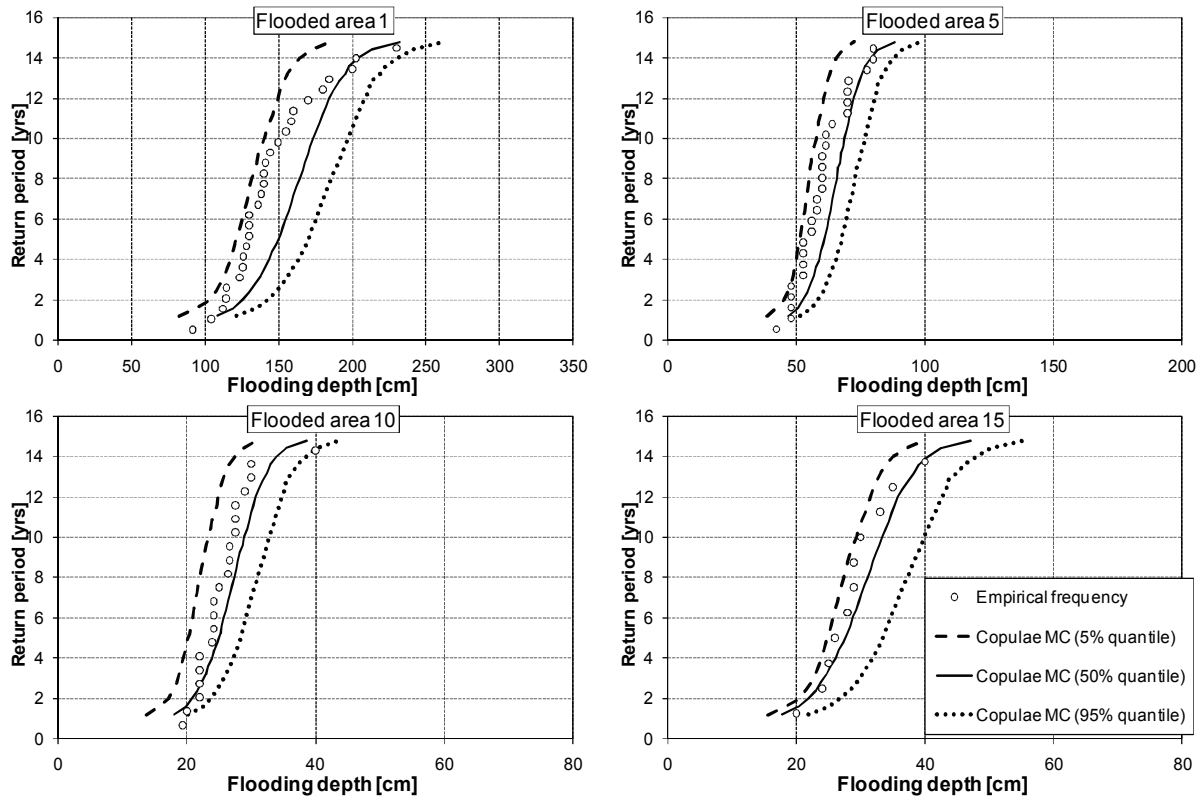 Flooded area 1
Return period [yrs]
16
14
12
10
8
6
4
2
0
0 50 100 150 200 250 300 350
Flooding depth [cm]
Flooded area 5
Return period [yrs]
16
14
12
10
8
6
4
2
0
0 50 100 150 200
Flooding depth [cm]
Flooded area 10
Return period [yrs]
16
14
12
10
8
6
4
2
0
0 20 40 60 80
Flooding depth [cm]
Flooded area 15
Return period [yrs]
16
14
12
10
8
6
4
2
0
Empirical frequency
Copulae MC (5% quantile)
Copulae MC (50% quantile)
Copulae MC (95% quantile)
0 20 40 60 80
Flooding depth [cm]